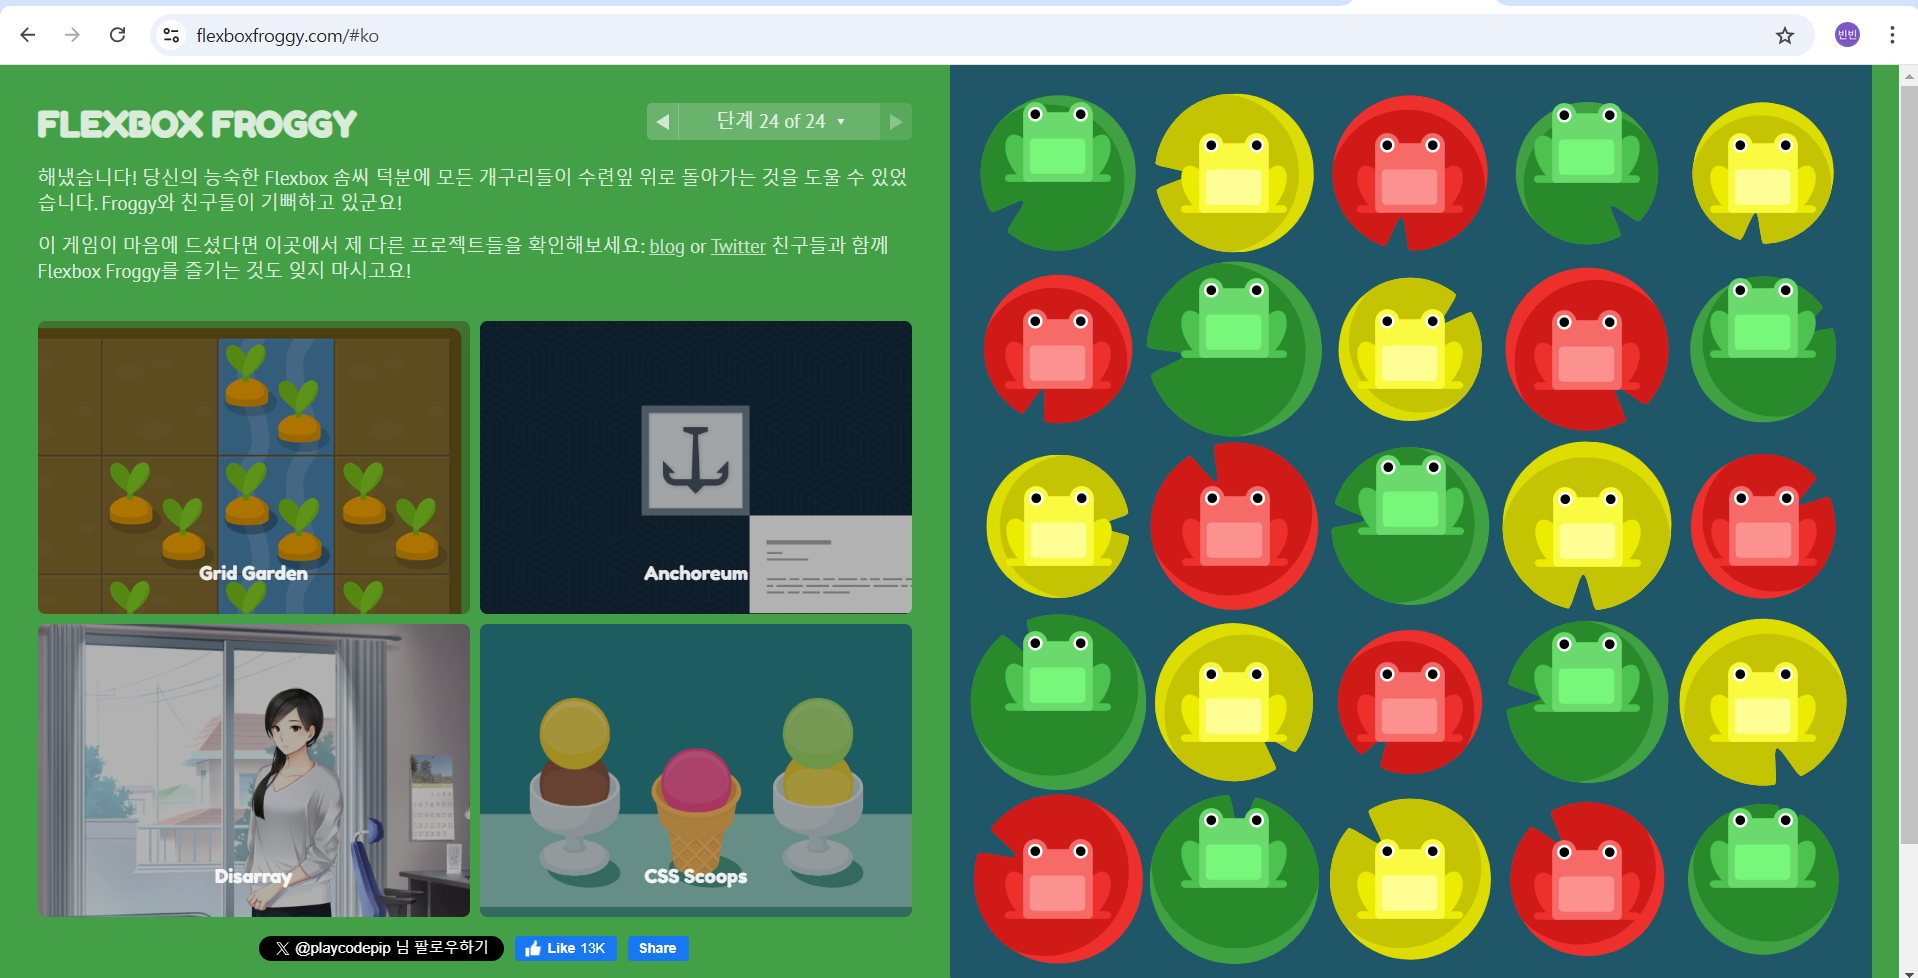 flexboxfroggy.com/#ko
빈빈
FLEXBOX FROGGY
◀ 단계 24 of 24 ▾ ▶
해냈습니다! 당신의 능숙한 Flexbox 솜씨 덕분에 모든 개구리들이 수련잎 위로 돌아가는 것을 도울 수 있었
습니다. Froggy와 친구들이 기뻐하고 있군요!
이 게임이 마음에 드셨다면 이곳에서 제 다른 프로젝트들을 확인해보세요: blog or Twitter 친구들과 함께
Flexbox Froggy를 즐기는 것도 잊지 마시고요!
Grid Garden
Anchoreum
Disarray
CSS Scoops
X @playcodepip 님 팔로우하기
Like 13K
Share